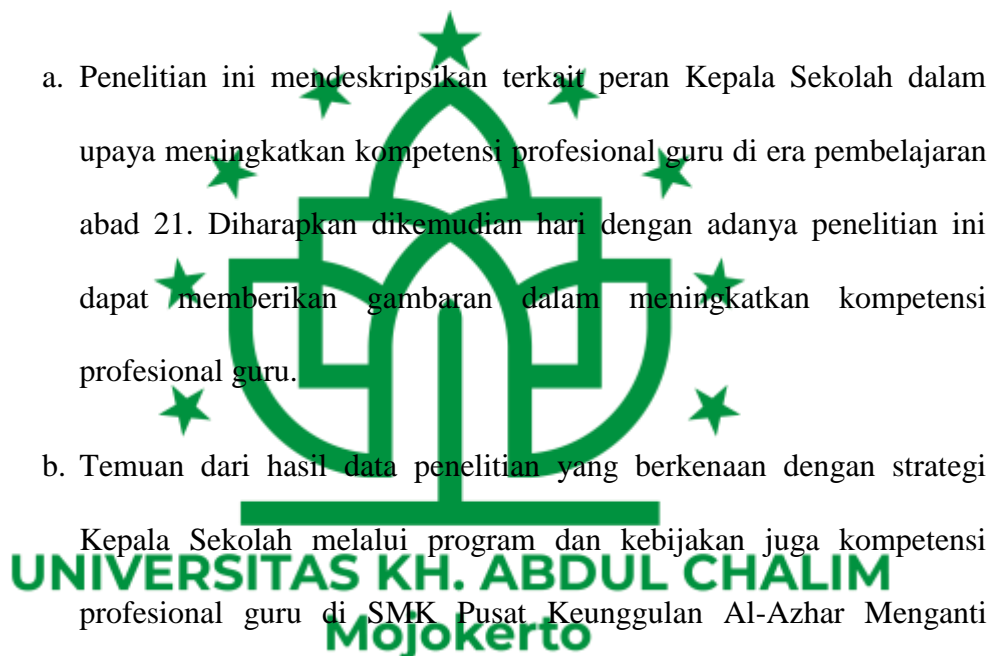 a. Penelitian ini mendeskripsikan terkait peran Kepala Sekolah dalam
upaya meningkatkan kompetensi profesional guru di era pembelajaran
abad 21. Diharapkan dikemudian hari dengan adanya penelitian ini
dapat memberikan gambaran dalam meningkatkan kompetensi
profesional guru.
b. Temuan dari hasil data penelitian yang berkenaan dengan strategi
Kepala Sekolah melalui program dan kebijakan juga kompetensi
UNIVERSITAS KH. ABDUL CHALIM
profesional guru di SMK Pusat Keunggulan Al-Azhar Menganti
Mojokerto